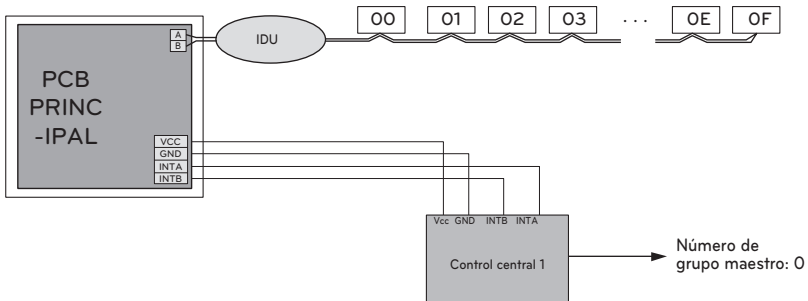 00 01 02 03 ... 0E 0F
A
B
IDU
PCB
PRINC
-IPAL
VCC
GND
INTA
INTB
Vcc GND INTB INTA
Control central 1
Número de
grupo maestro: 0